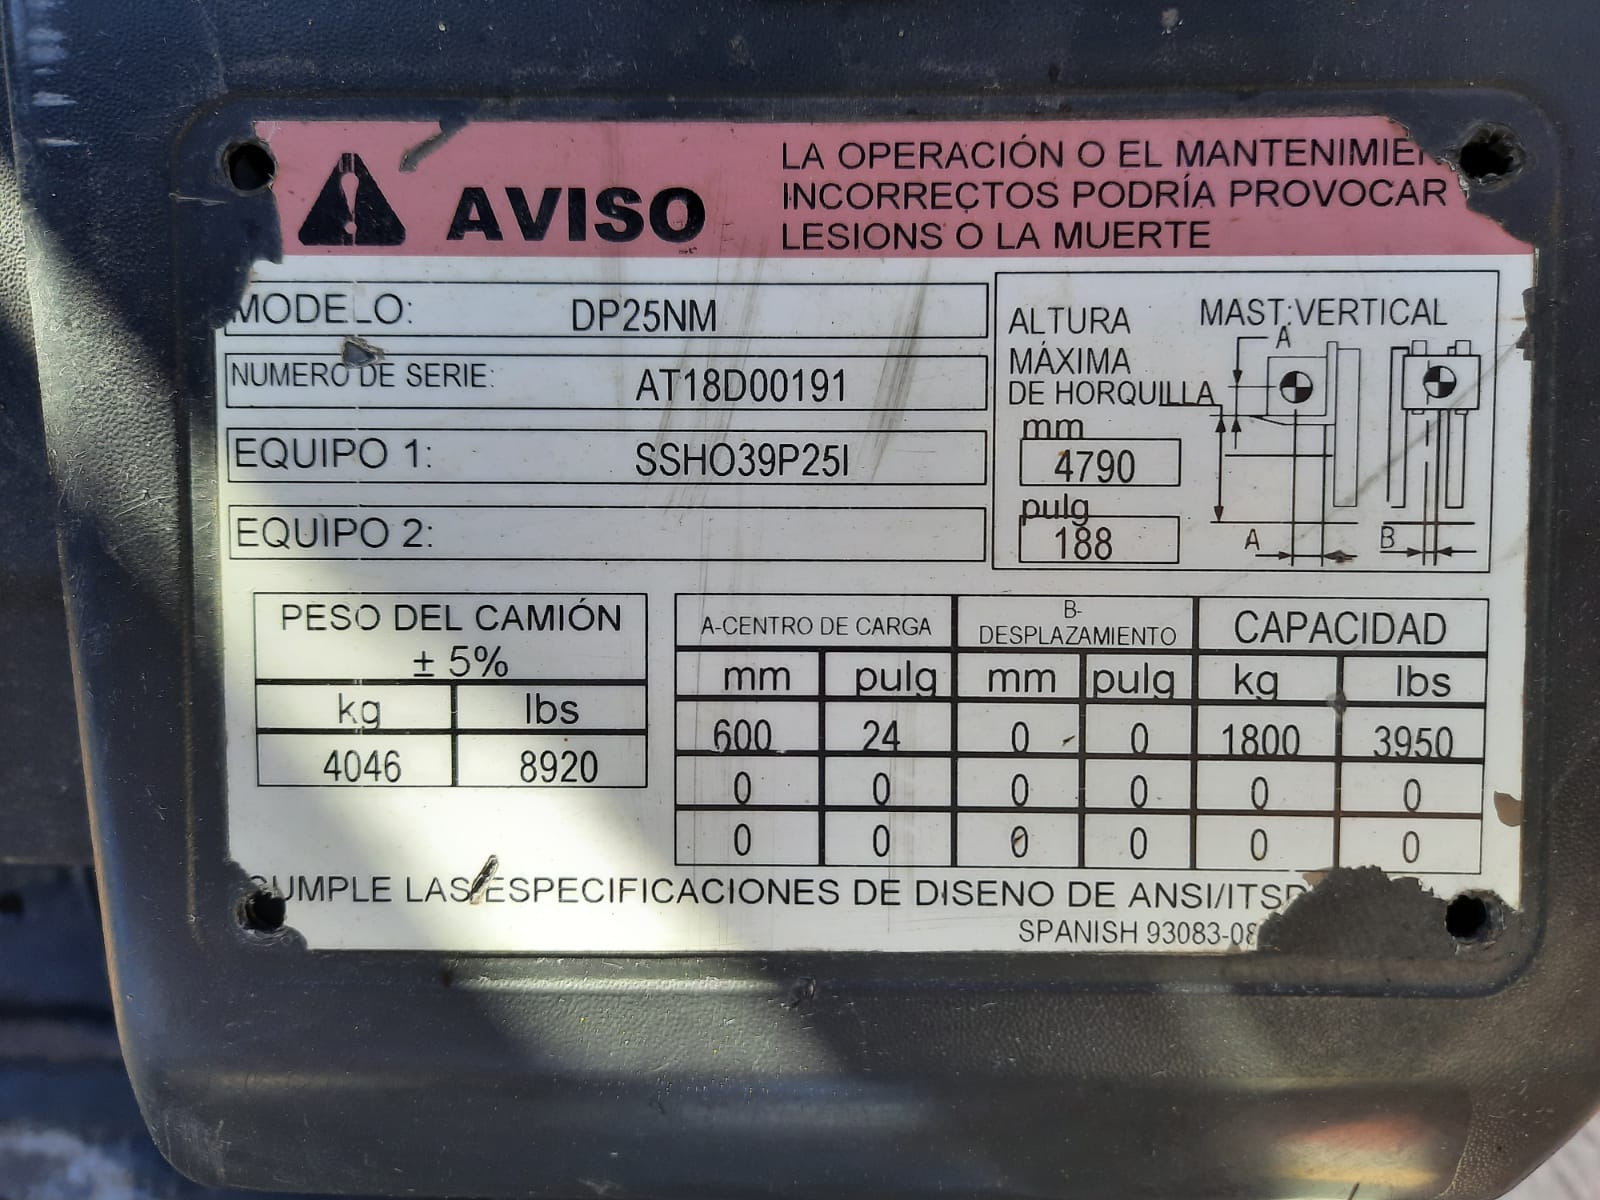 AVISO
LA OPERACIÓN O EL MANTENIMIEN
INCORRECTOS PODRÍA PROVOCAR
LESIONS O LA MUERTE
MODELO: DP25NM
NUMERO DE SERIE: AT18D00191
EQUIPO 1: SSHO39P25I
EQUIPO 2:
ALTURA
MÁXIMA
DE HORQUILLA
mm
4790
pulg
188
MAST:VERTICAL
A
A
B
PESO DEL CAMIÓN
± 5%
kg lbs
4046 8920
A-CENTRO DE CARGA B-DESPLAZAMIENTO CAPACIDAD
mm pulg mm pulg kg lbs
600 24 0 0 1800 3950
0 0 0 0 0 0
0 0 0 0 0 0
CUMPLE LAS ESPECIFICACIONES DE DISENO DE ANSI/ITSD
SPANISH 93083-08